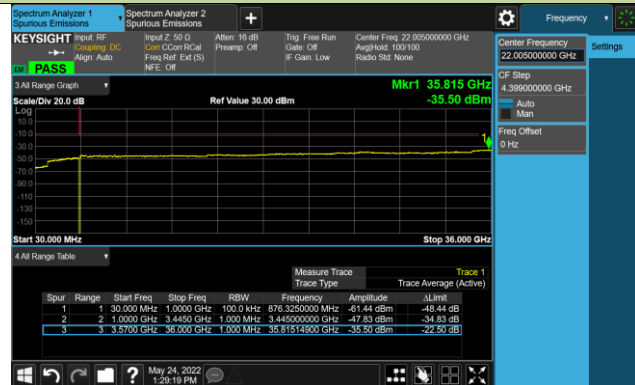 Spectrum Analyzer 1
Spurious Emissions
Spectrum Analyzer 2
Spurious Emissions
Frequency
KEYSIGHT
Input: RF
Coupling: DC
Align: Auto
Input Z: 50 Ω
Corr CCorr RCal
Freq Ref: Ext (S)
NFE: Off
Atten: 16 dB
Preamp: Off
Trig: Free Run
Gate: Off
IF Gain: Low
Center Freq: 22.005000000 GHz
Avg|Hold: 100/100
Radio Std: None
PASS
Center Frequency
22.005000000 GHz
Settings
CF Step
4.399000000 GHz
Auto
Man
Freq Offset
0 Hz
3 All Range Graph
Mkr1 35.815 GHz
Scale/Div 20.0 dB
Ref Value 30.00 dBm
-35.50 dBm
Log
10.0
-10.0
-30.0
-50.0
-70.0
-90.0
-110
-130
-150
1
Start 30.000 MHz
Stop 36.000 GHz
4 All Range Table
Measure Trace Trace 1
Trace Type Trace Average (Active)
Spur Range Start Freq Stop Freq RBW Frequency Amplitude ΔLimit
1 1 30.000 MHz 1.0000 GHz 100.0 kHz 876.3250000 MHz -61.44 dBm -48.44 dB
2 2 1.0000 GHz 3.4450 GHz 1.000 MHz 3.445000000 GHz -47.83 dBm -34.83 dB
3 3 3.5700 GHz 36.000 GHz 1.000 MHz 35.81514900 GHz -35.50 dBm -22.50 dB
May 24, 2022
1:29:19 PM